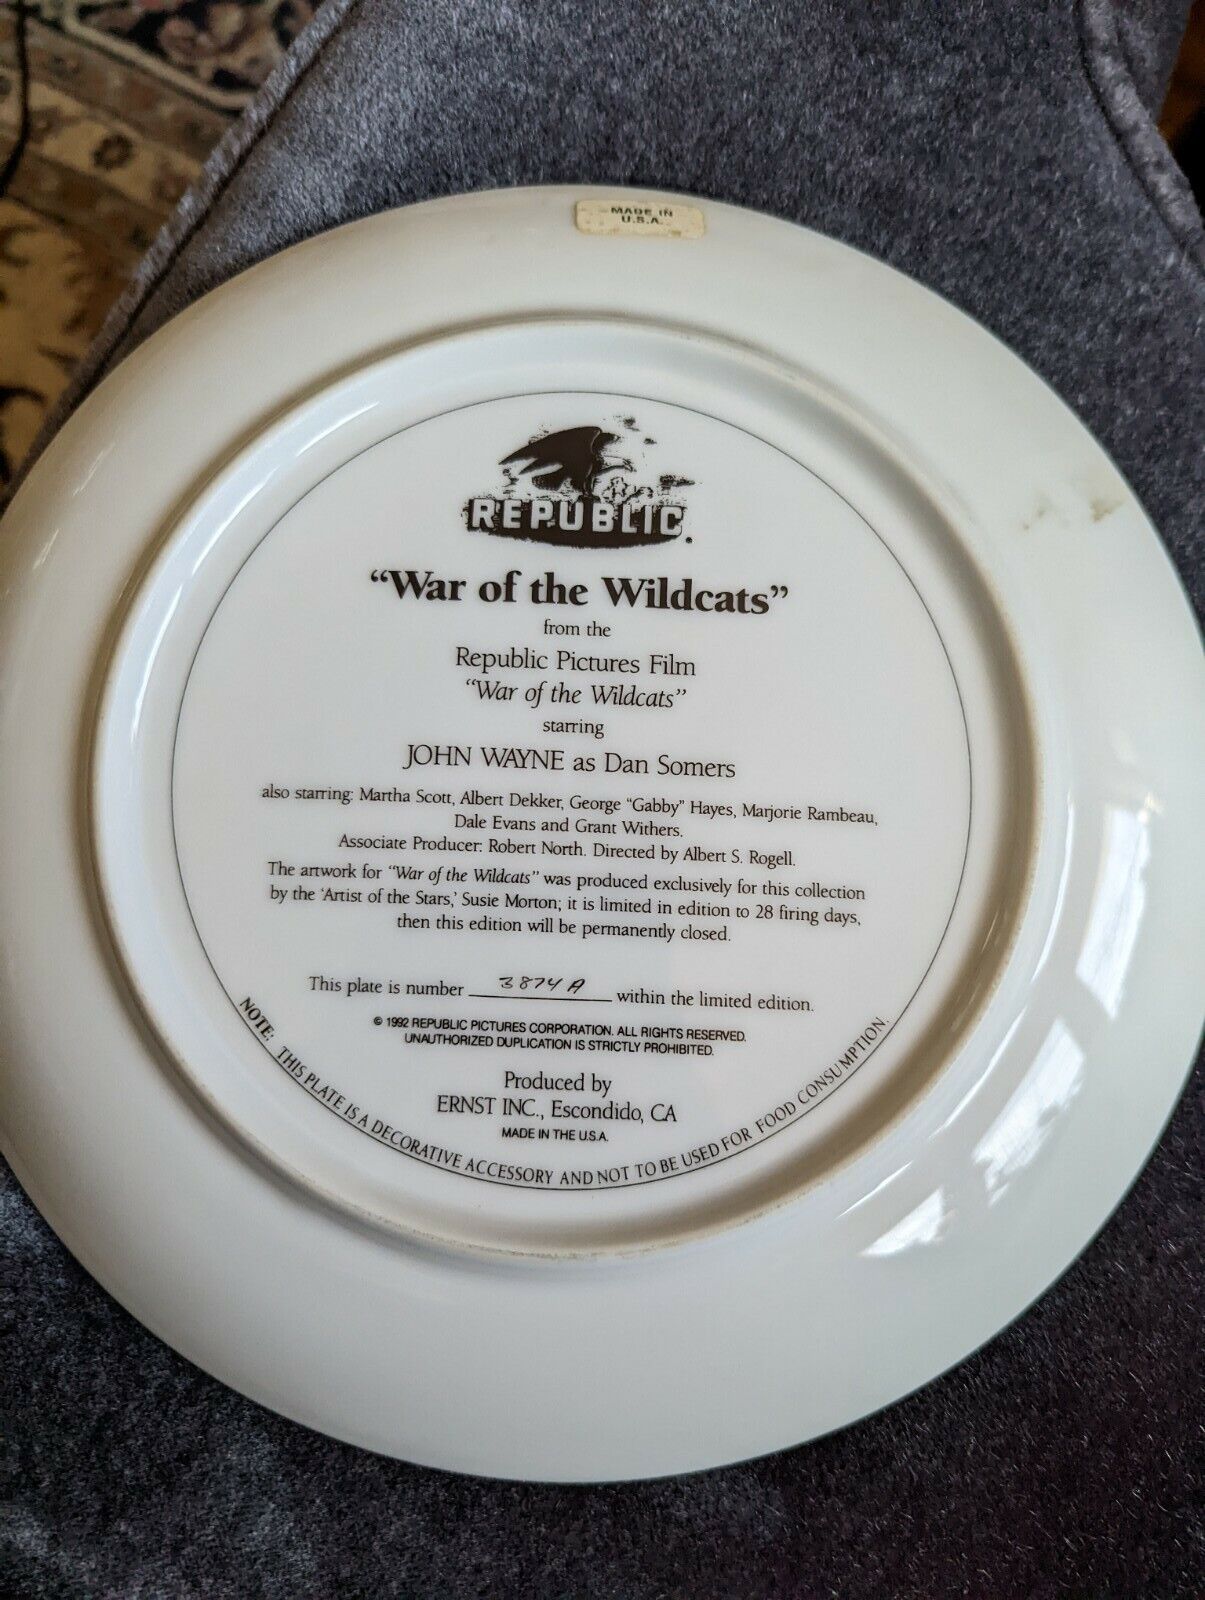 MADE IN
U.S.A.
REPUBLIC
“War of the Wildcats”
from the
Republic Pictures Film
“War of the Wildcats”
starring
JOHN WAYNE as Dan Somers
also starring: Martha Scott, Albert Dekker, George “Gabby” Hayes, Marjorie Rambeau,
Dale Evans and Grant Withers.
Associate Producer: Robert North. Directed by Albert S. Rogell.
The artwork for “War of the Wildcats” was produced exclusively for this collection
by the ‘Artist of the Stars,’ Susie Morton; it is limited in edition to 28 firing days,
then this edition will be permanently closed.
This plate is number 3874A within the limited edition.
© 1992 REPUBLIC PICTURES CORPORATION. ALL RIGHTS RESERVED.
UNAUTHORIZED DUPLICATION IS STRICTLY PROHIBITED.
Produced by
ERNST INC., Escondido, CA
MADE IN THE U.S.A.
NOTE: THIS PLATE IS A DECORATIVE ACCESSORY AND NOT TO BE USED FOR FOOD CONSUMPTION.